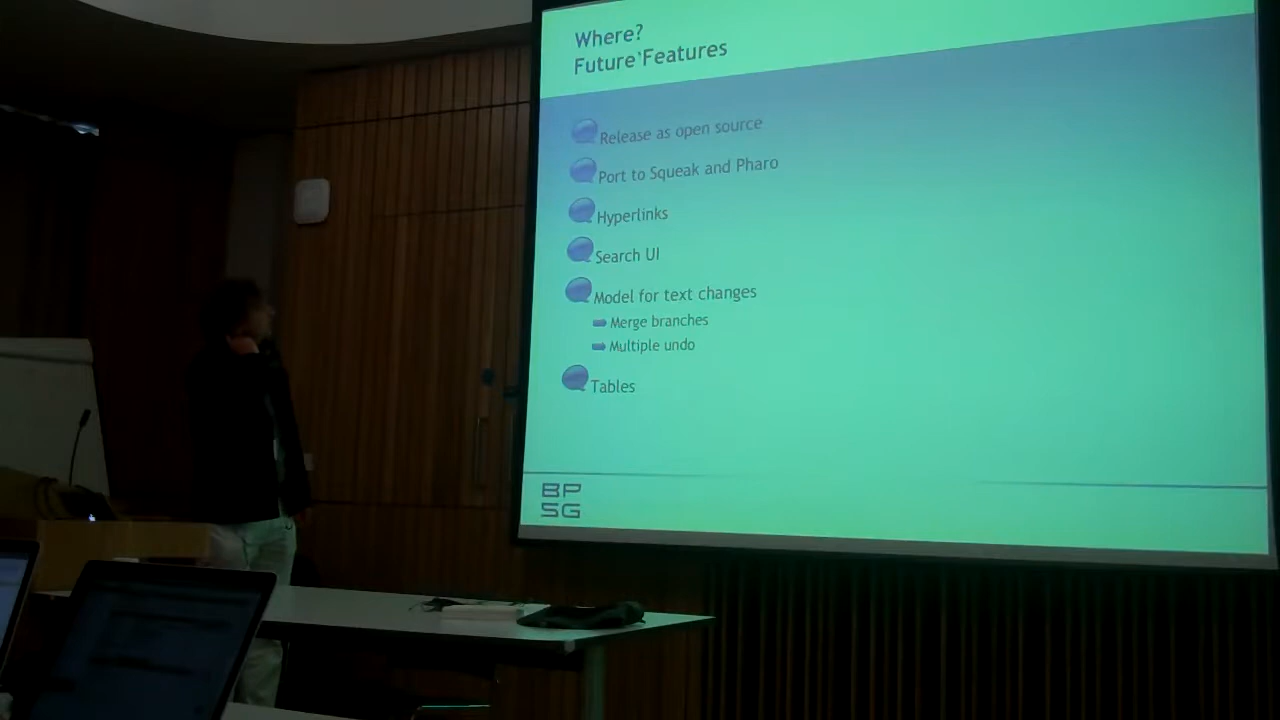 Where?
Future Features
Release as open source
Port to Squeak and Pharo
Hyperlinks
Search UI
Model for text changes
Merge branches
Multiple undo
Tables
BP
SG